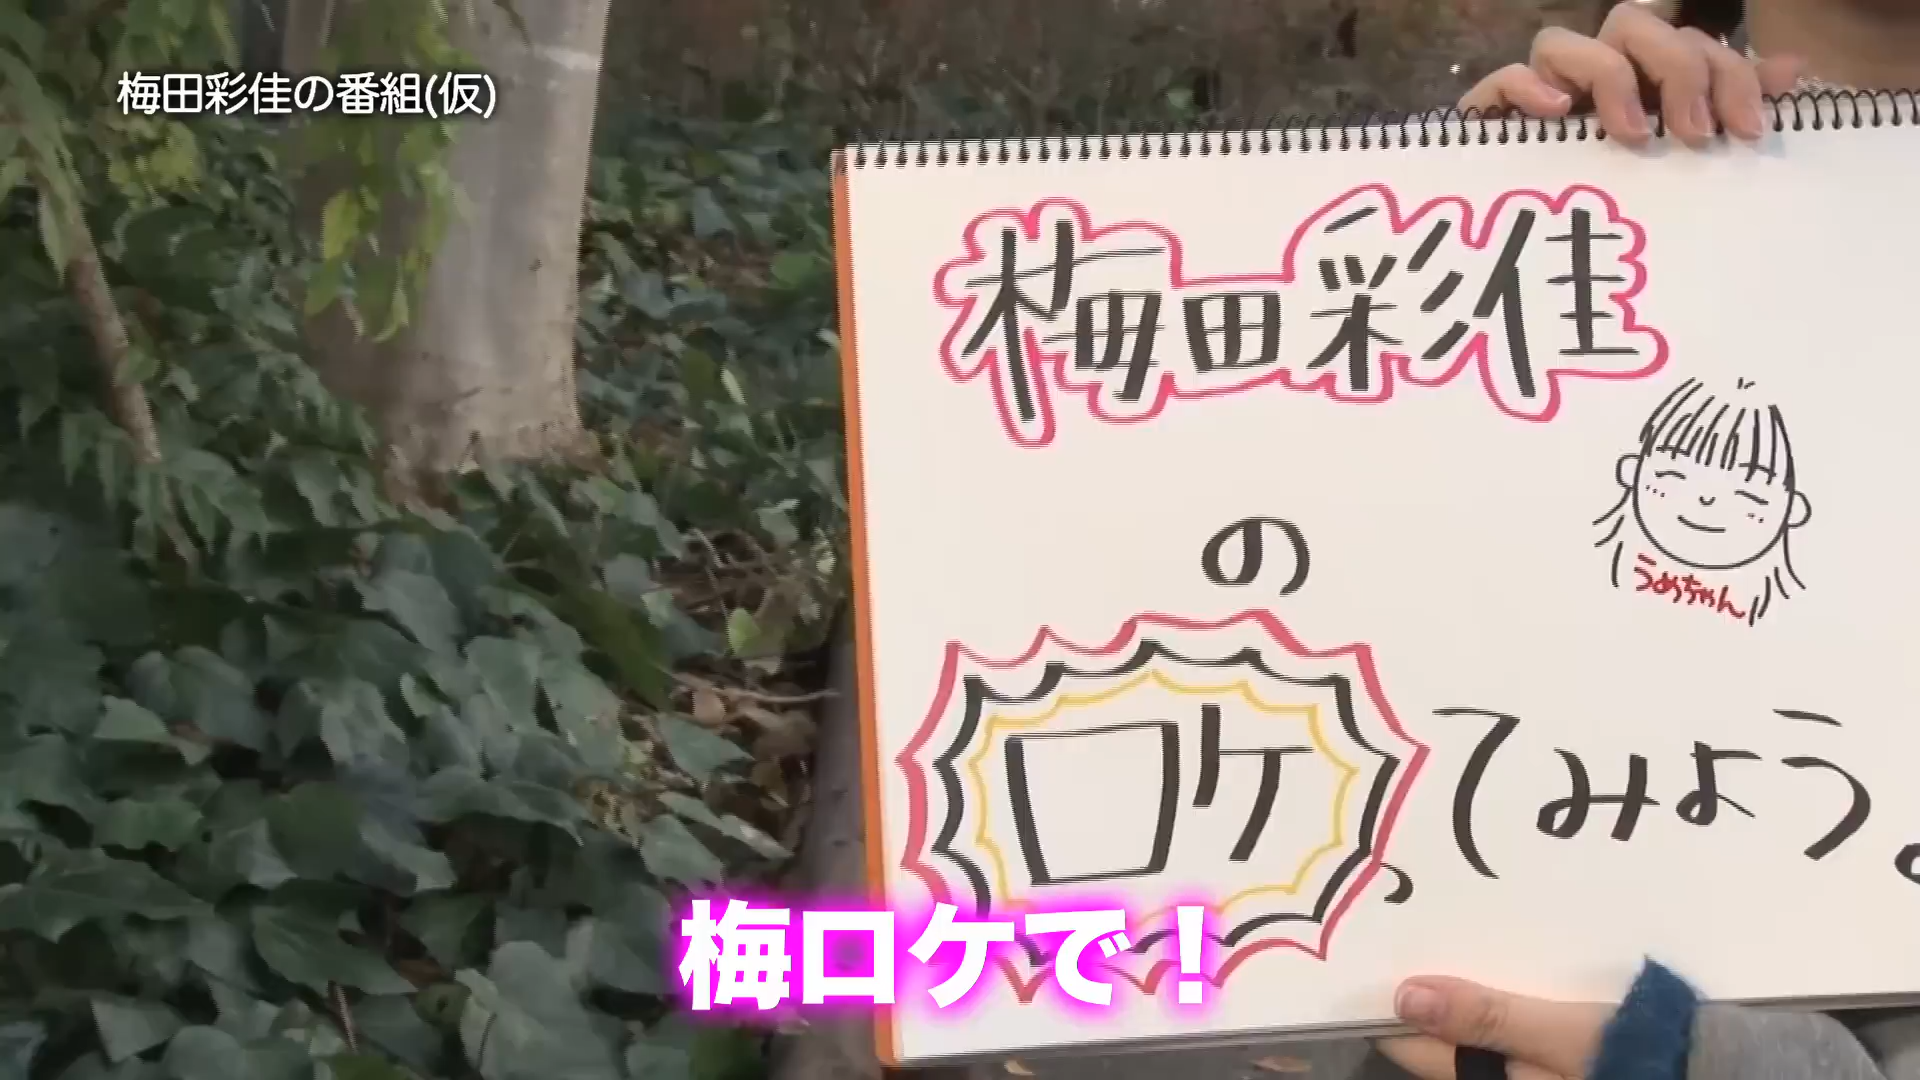 梅田彩佳の番組(仮)
梅田彩佳
の
うめちゃん
ロケってみよう。
梅ロケで！